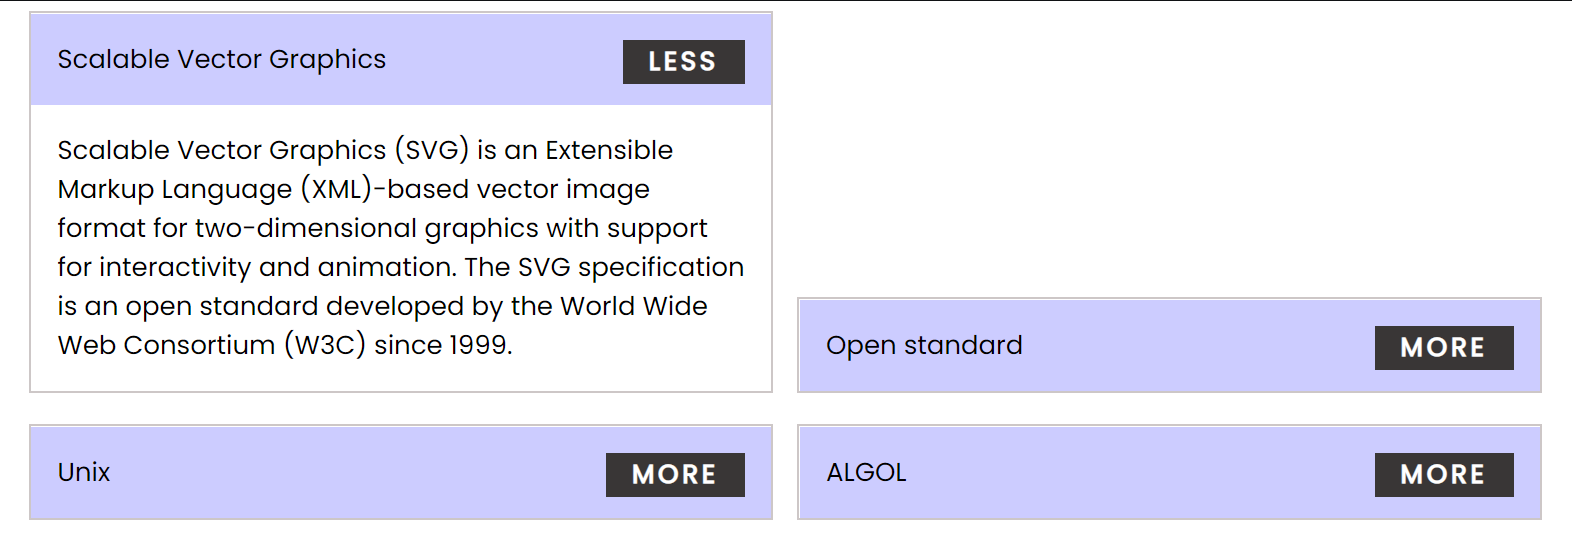 Scalable Vector Graphics
LESS
Scalable Vector Graphics (SVG) is an Extensible
Markup Language (XML)-based vector image
format for two-dimensional graphics with support
for interactivity and animation. The SVG specification
is an open standard developed by the World Wide
Web Consortium (W3C) since 1999.
Open standard
MORE
Unix
MORE
ALGOL
MORE